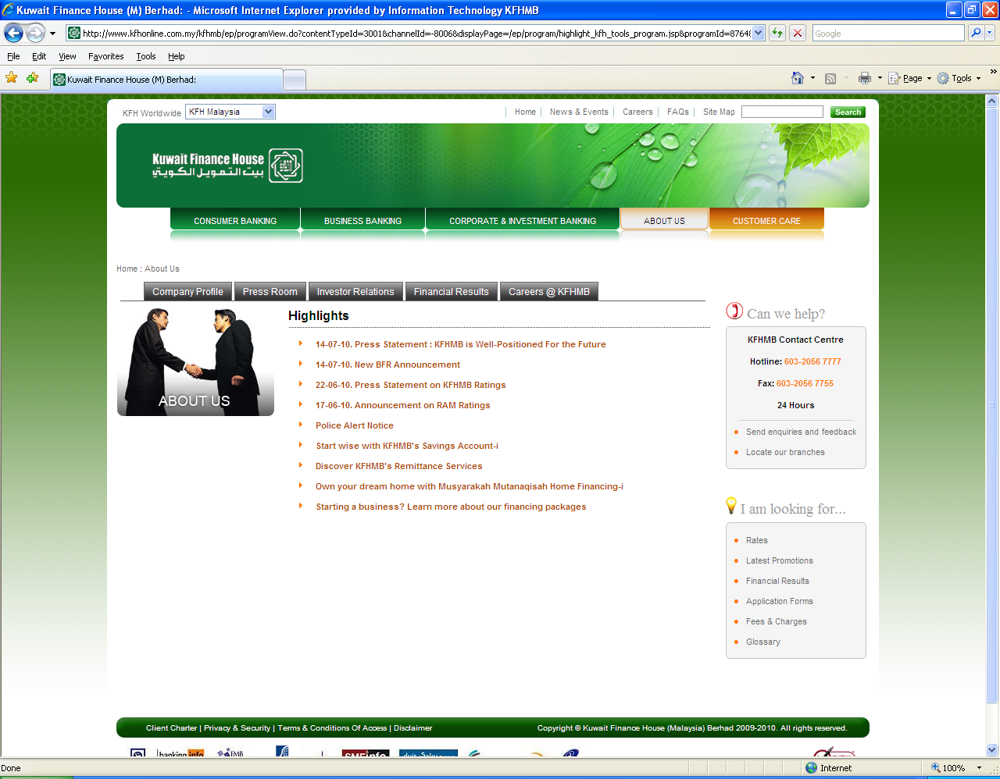 Kuwait Finance House (M) Berhad: - Microsoft Internet Explorer provided by Information Technology KFHMB
http://www.kfhonline.com.my/kfhmb/ep/programView.do?contentTypeId=3001&channelId=-8006&displayPage=/ep/program/highlight_kfh_tools_program.jsp&programId=8764
Google
File Edit View Favorites Tools Help
Kuwait Finance House (M) Berhad:
Page Tools
KFH Worldwide KFH Malaysia
Home News & Events Careers FAQs Site Map Search
Kuwait Finance House
بيت التمويل الكويتي
CONSUMER BANKING BUSINESS BANKING CORPORATE & INVESTMENT BANKING ABOUT US CUSTOMER CARE
Home : About Us
Company Profile Press Room Investor Relations Financial Results Careers @ KFHMB
ABOUT US
Highlights
14-07-10. Press Statement : KFHMB is Well-Positioned For the Future
14-07-10. New BFR Announcement
22-06-10. Press Statement on KFHMB Ratings
17-06-10. Announcement on RAM Ratings
Police Alert Notice
Start wise with KFHMB's Savings Account-i
Discover KFHMB's Remittance Services
Own your dream home with Musyarakah Mutanaqisah Home Financing-i
Starting a business? Learn more about our financing packages
Can we help?
KFHMB Contact Centre
Hotline: 603-2056 7777
Fax: 603-2056 7755
24 Hours
Send enquiries and feedback
Locate our branches
I am looking for...
Rates
Latest Promotions
Financial Results
Application Forms
Fees & Charges
Glossary
Client Charter | Privacy & Security | Terms & Conditions Of Access | Disclaimer
Copyright © Kuwait Finance House (Malaysia) Berhad 2009-2010. All rights reserved.
bankinginfo
SMEinfo
Done Internet 100%